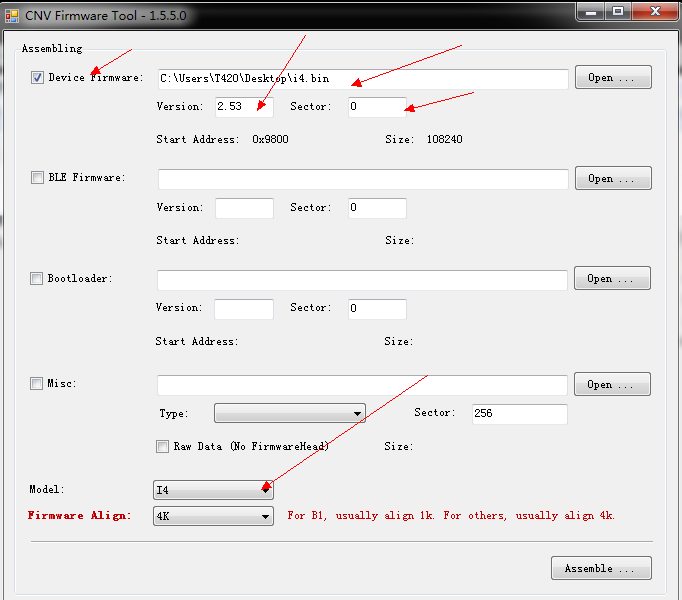 CNV Firmware Tool - 1.5.5.0
Assembling
Device Firmware: C:\Users\T420\Desktop\i4.bin Open ...
Version: 2.53 Sector: 0
Start Address: 0x9800 Size: 108240
BLE Firmware: Open ...
Version: Sector: 0
Start Address: Size:
Bootloader: Open ...
Version: Sector: 0
Start Address: Size:
Misc: Open ...
Type: Sector: 256
Raw Data (No FirmwareHead) Size:
Model: I4
Firmware Align: 4K For B1, usually align 1k. For others, usually align 4k.
Assemble ...